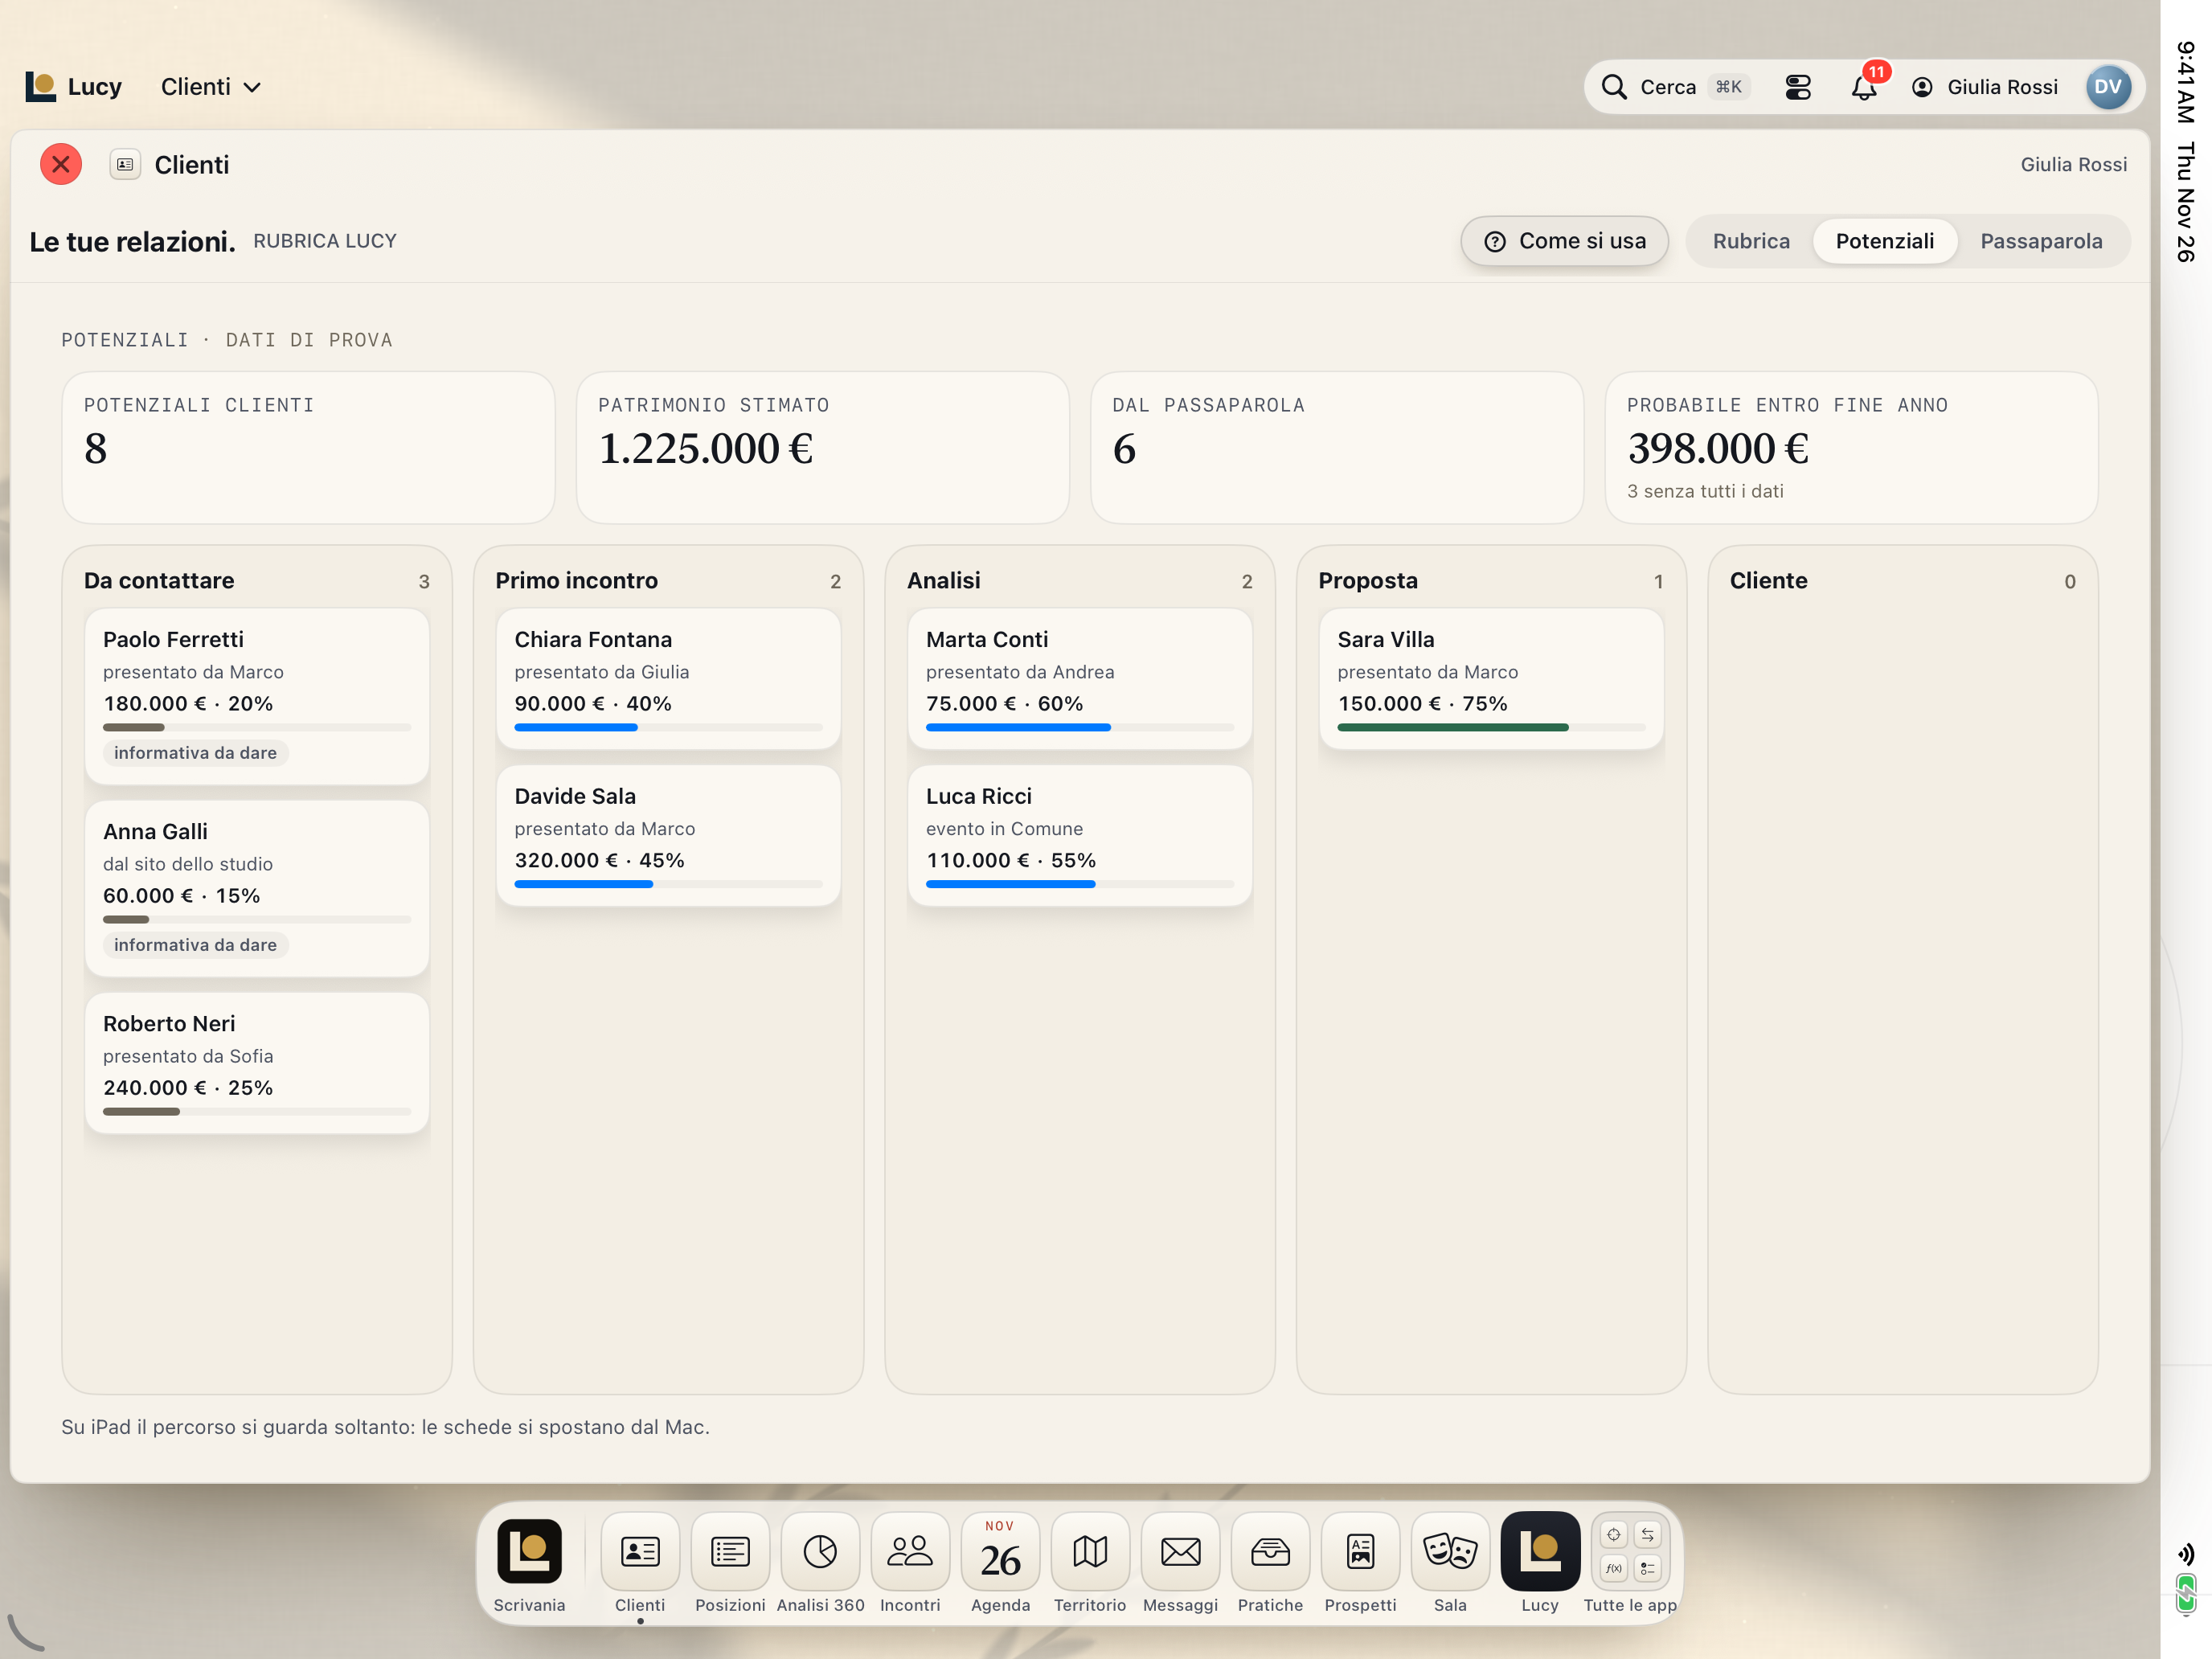 Lucy
Clienti
Cerca ⌘K
11
Giulia Rossi
DV
9:41 AM Thu Nov 26
Clienti
Giulia Rossi
Le tue relazioni. RUBRICA LUCY
Come si usa
Rubrica
Potenziali
Passaparola
POTENZIALI · DATI DI PROVA
POTENZIALI CLIENTI
8
PATRIMONIO STIMATO
1.225.000 €
DAL PASSAPAROLA
6
PROBABILE ENTRO FINE ANNO
398.000 €
3 senza tutti i dati
Da contattare 3
Paolo Ferretti
presentato da Marco
180.000 € · 20%
informativa da dare
Anna Galli
dal sito dello studio
60.000 € · 15%
informativa da dare
Roberto Neri
presentato da Sofia
240.000 € · 25%
Primo incontro 2
Chiara Fontana
presentato da Giulia
90.000 € · 40%
Davide Sala
presentato da Marco
320.000 € · 45%
Analisi 2
Marta Conti
presentato da Andrea
75.000 € · 60%
Luca Ricci
evento in Comune
110.000 € · 55%
Proposta 1
Sara Villa
presentato da Marco
150.000 € · 75%
Cliente 0
Su iPad il percorso si guarda soltanto: le schede si spostano dal Mac.
NOV
26
A
f(x)
Scrivania
Clienti
Posizioni
Analisi 360
Incontri
Agenda
Territorio
Messaggi
Pratiche
Prospetti
Sala
Lucy
Tutte le app